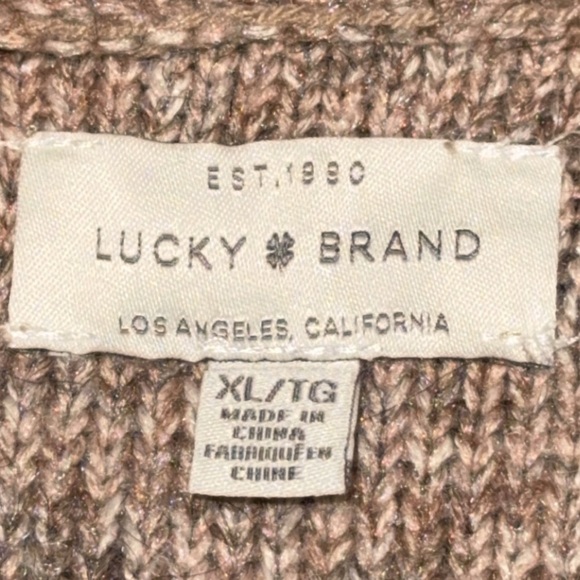 EST.1990
LUCKY BRAND
LOS ANGELES, CALIFORNIA
XL/TG
MADE IN
CHINA
FABRIQUÉ EN
CHINE